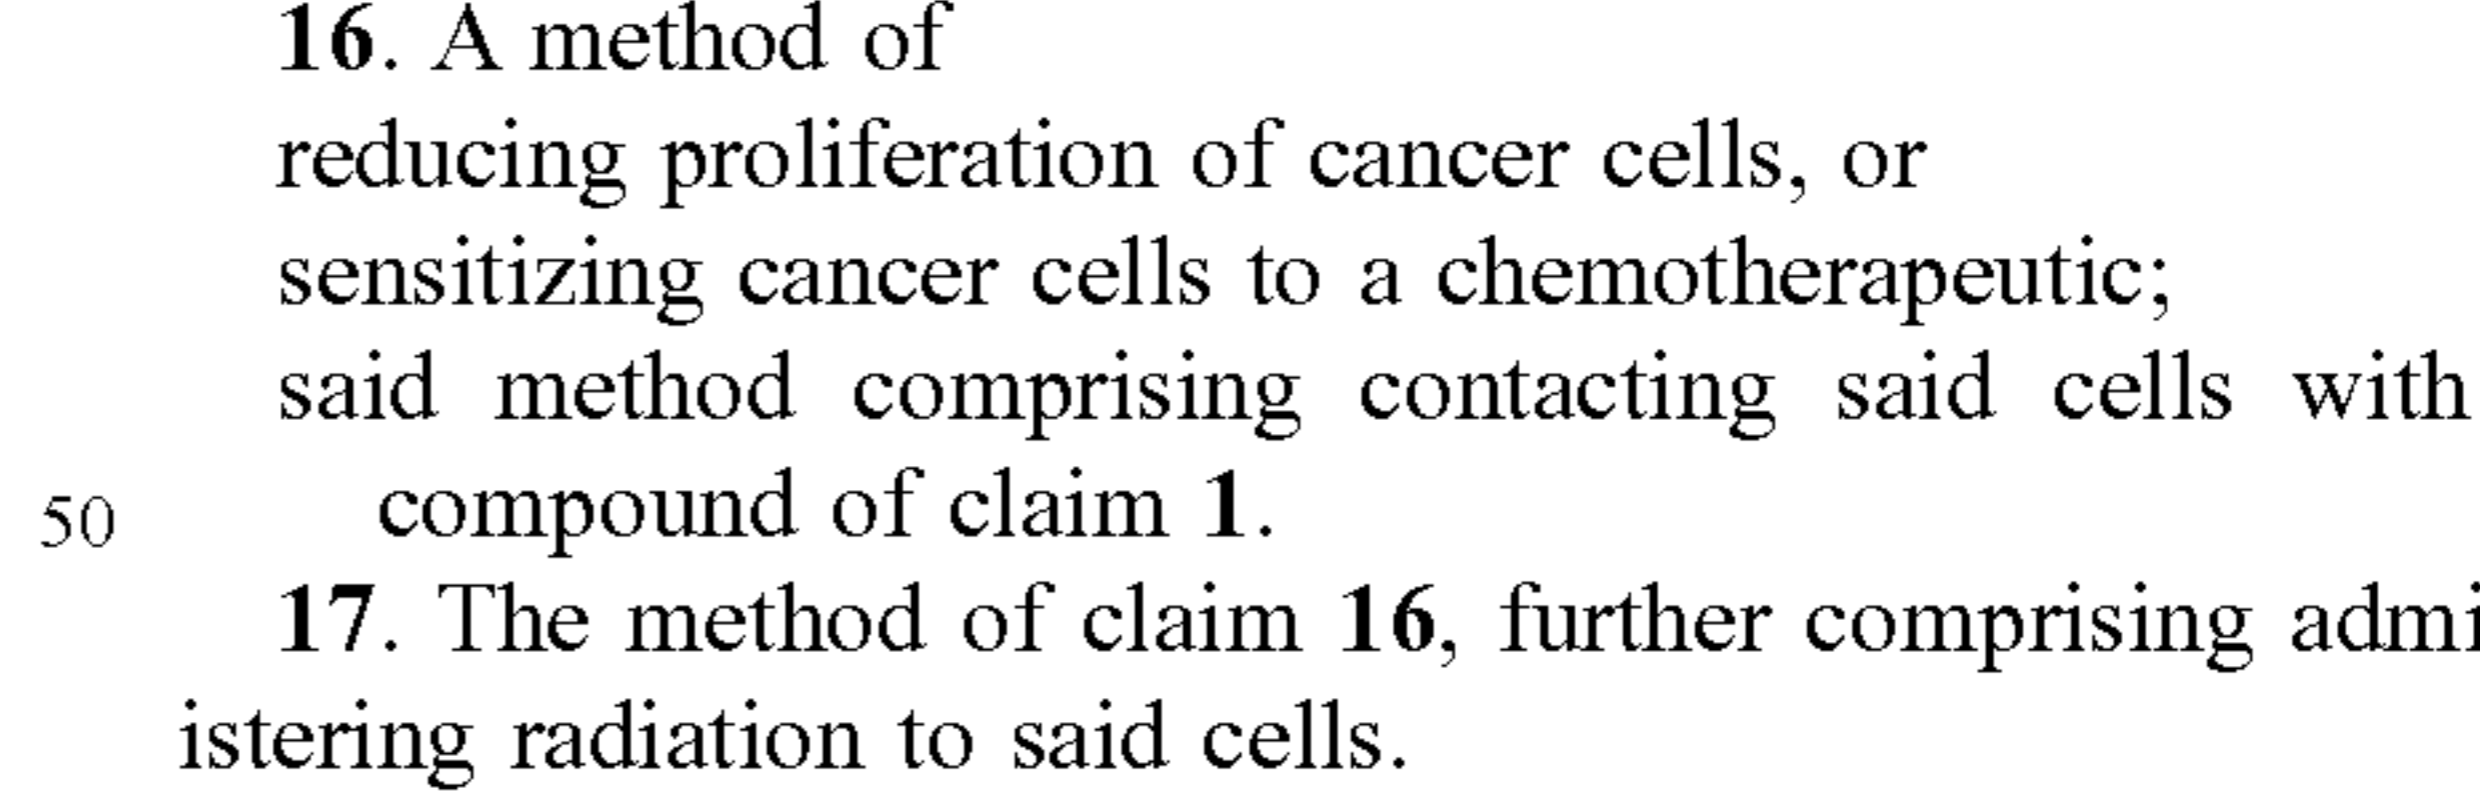 16. A method of
reducing proliferation of cancer cells, or
sensitizing cancer cells to a chemotherapeutic;
said method comprising contacting said cells with
50 compound of claim 1.
17. The method of claim 16, further comprising admi
istering radiation to said cells.